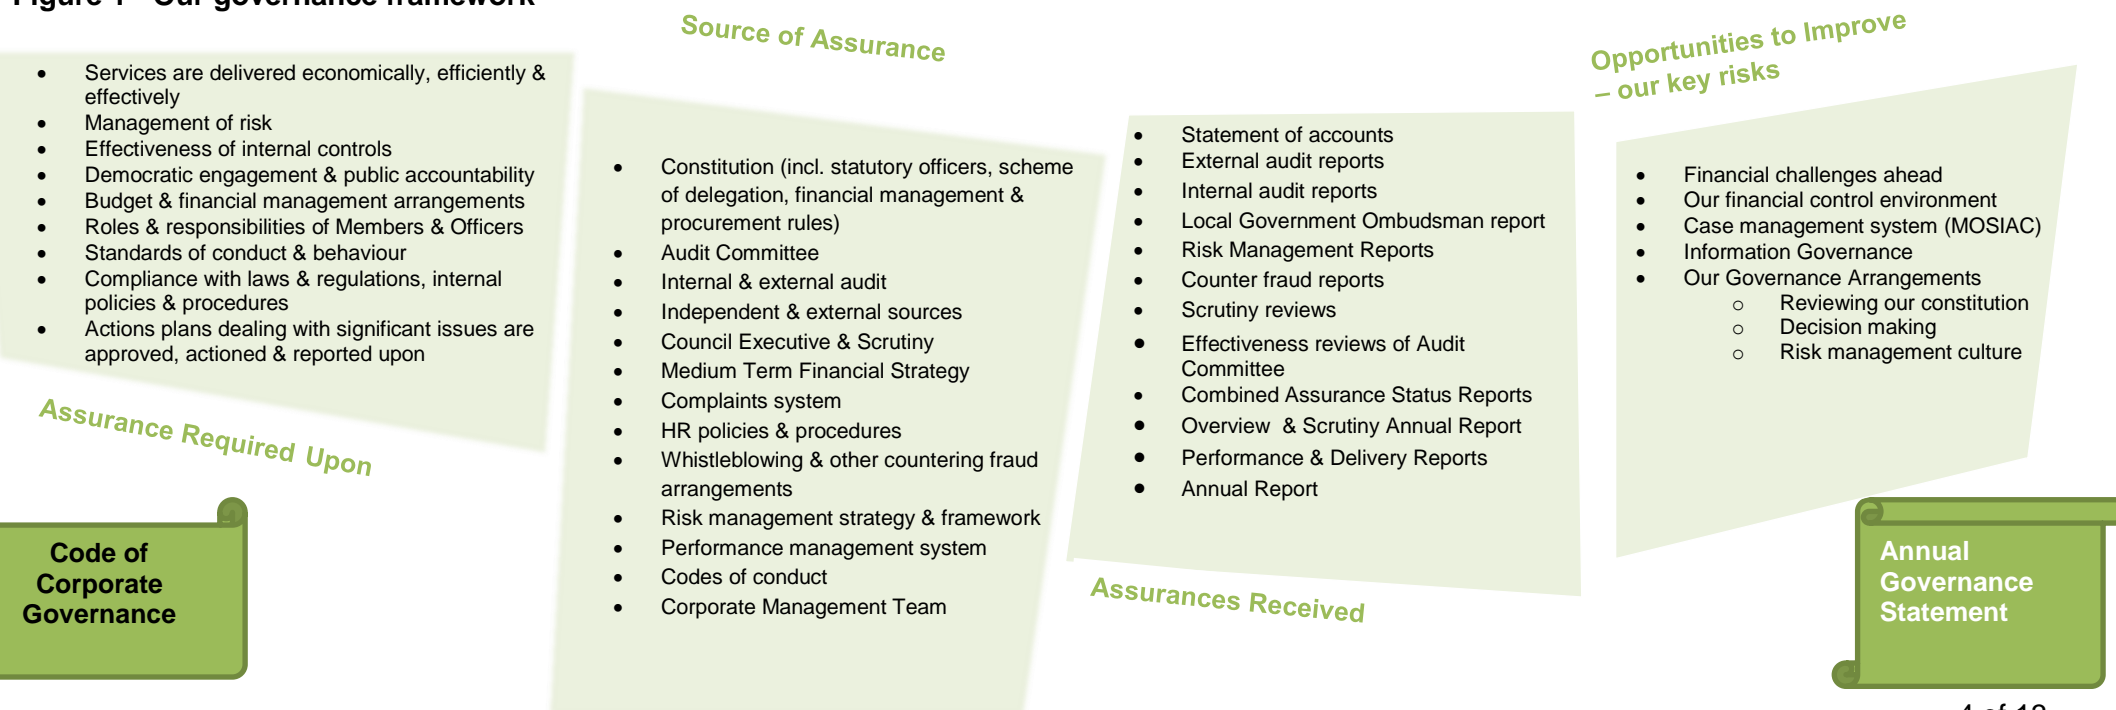 Figure 1 - Our governance framework
Source of Assurance
Opportunities to Improve
– our key risks
• Services are delivered economically, efficiently &
effectively
• Management of risk
• Effectiveness of internal controls
• Democratic engagement & public accountability
• Budget & financial management arrangements
• Roles & responsibilities of Members & Officers
• Standards of conduct & behaviour
• Compliance with laws & regulations, internal
policies & procedures
• Actions plans dealing with significant issues are
approved, actioned & reported upon
Assurance Required Upon
Code of
Corporate
Governance
• Constitution (incl. statutory officers, scheme
of delegation, financial management &
procurement rules)
• Audit Committee
• Internal & external audit
• Independent & external sources
• Council Executive & Scrutiny
• Medium Term Financial Strategy
• Complaints system
• HR policies & procedures
• Whistleblowing & other countering fraud
arrangements
• Risk management strategy & framework
• Performance management system
• Codes of conduct
• Corporate Management Team
• Statement of accounts
• External audit reports
• Internal audit reports
• Local Government Ombudsman report
• Risk Management Reports
• Counter fraud reports
• Scrutiny reviews
• Effectiveness reviews of Audit
Committee
• Combined Assurance Status Reports
• Overview & Scrutiny Annual Report
• Performance & Delivery Reports
• Annual Report
Assurances Received
• Financial challenges ahead
• Our financial control environment
• Case management system (MOSIAC)
• Information Governance
• Our Governance Arrangements
o Reviewing our constitution
o Decision making
o Risk management culture
Annual
Governance
Statement